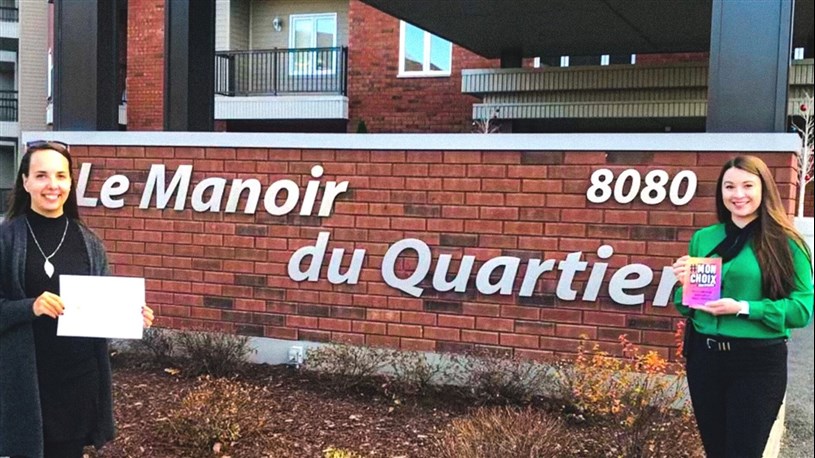 Le Manoir
8080
du Quartier
#MON
CHOIX